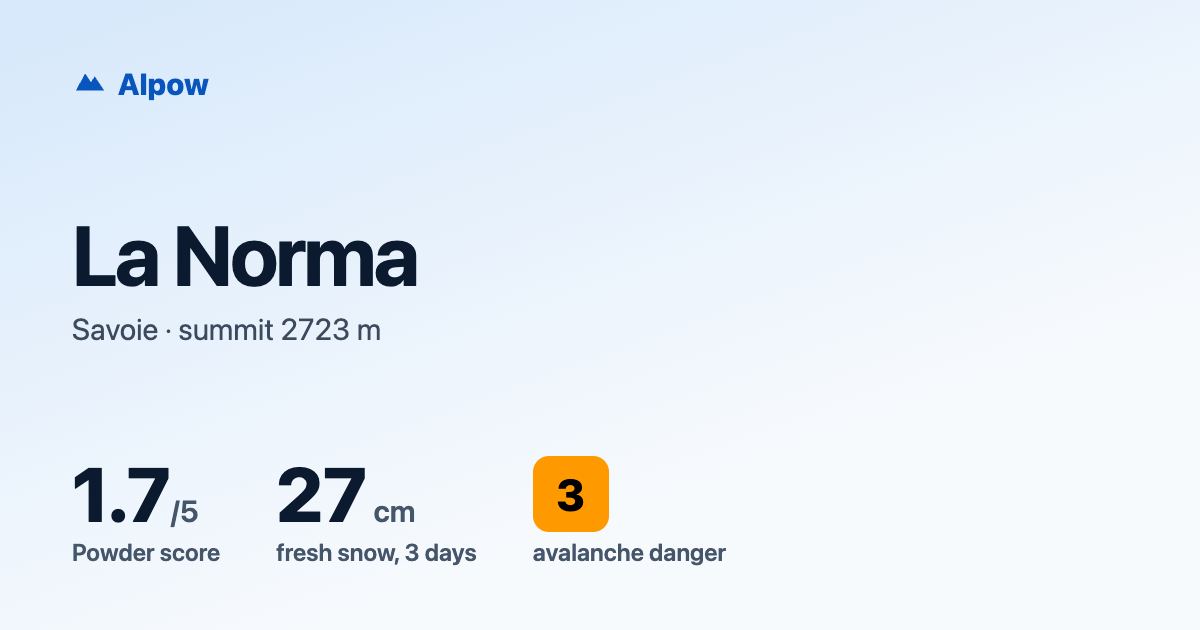 Alpow
La Norma
Savoie · summit 2723 m
1.7/5
Powder score
27 cm
fresh snow, 3 days
3
avalanche danger